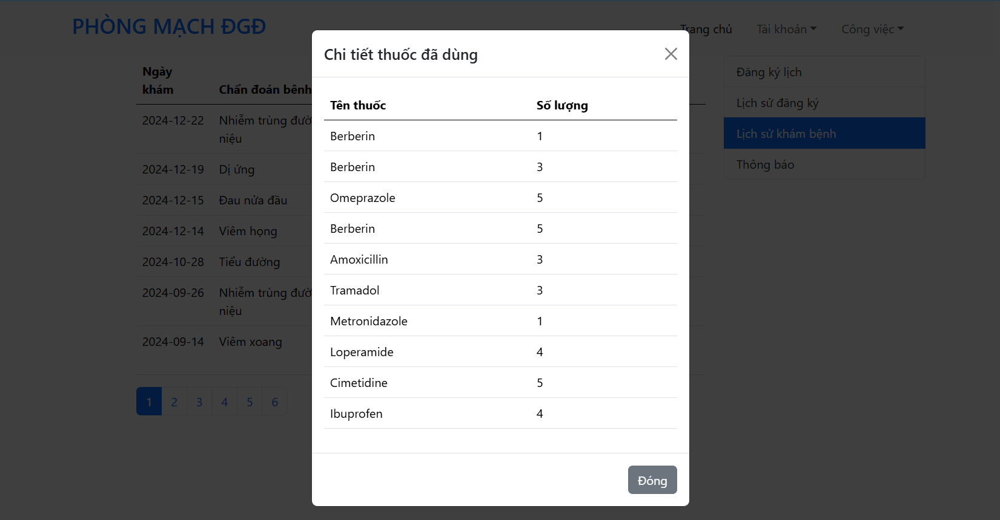 PHÒNG MẠCH ĐGĐ
Trang chủ Tài khoản Công việc
Chi tiết thuốc đã dùng
Tên thuốc Số lượng
Berberin 1
Berberin 3
Omeprazole 5
Berberin 5
Amoxicillin 3
Tramadol 3
Metronidazole 1
Loperamide 4
Cimetidine 5
Ibuprofen 4
Đóng
Ngày
khám Chẩn đoán bênh
2024-12-22 Nhiễm trùng
niệu
2024-12-19 Dị ứng
2024-12-15 Đau nửa đầu
2024-12-14 Viêm họng
2024-10-28 Tiểu đường
2024-09-26 Nhiễm trùng
niệu
2024-09-14 Viêm xoang
1 2 3 4 5 6
Đăng ký lịch
Lịch sử đăng ký
Lịch sử khám bệnh
Thông báo